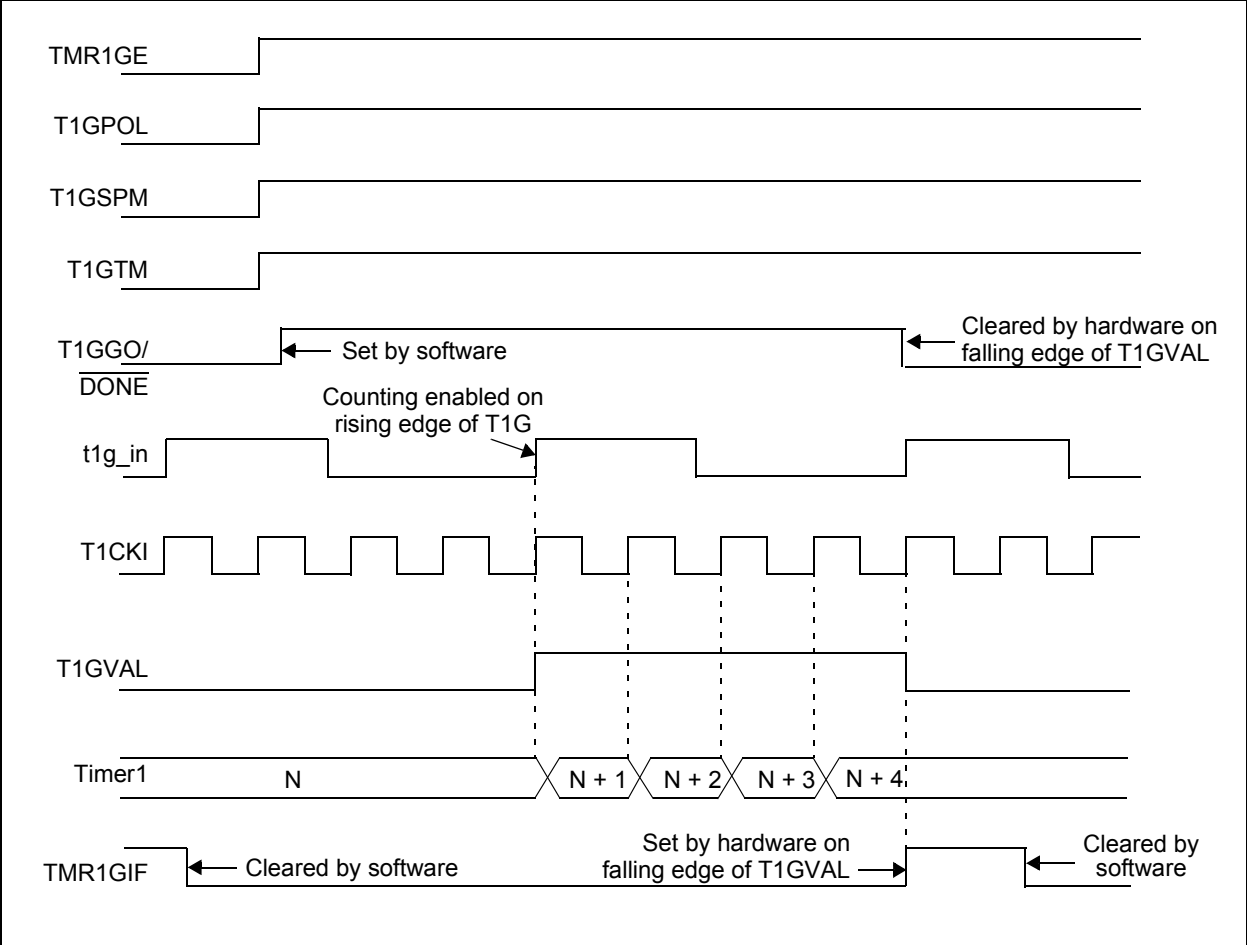 TMR1GE
T1GPOL
T1GSPM
T1GTM
T1GGO/
DONE
Set by software
Cleared by hardware on
falling edge of T1GVAL
Counting enabled on
rising edge of T1G
t1g_in
T1CKI
T1GVAL
Timer1
N
N + 1
N + 2
N + 3
N + 4
TMR1GIF
Cleared by software
Set by hardware on
falling edge of T1GVAL
Cleared by
software